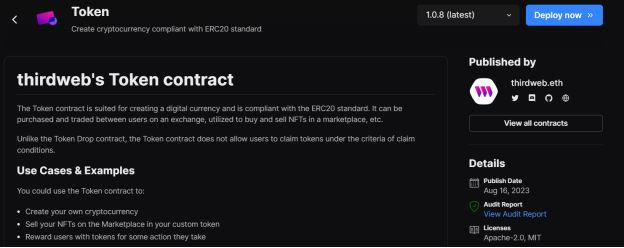 Token
Create cryptocurrency compliant with ERC20 standard
1.0.8 (latest)
Deploy now »
thirdweb's Token contract
The Token contract is suited for creating a digital currency and is compliant with the ERC20 standard. It can be
purchased and traded between users on an exchange, utilized to buy and sell NFTs in a marketplace, etc.
Unlike the Token Drop contract, the Token contract does not allow users to claim tokens under the criteria of claim
conditions.
Use Cases & Examples
You could use the Token contract to:
• Create your own cryptocurrency
• Sell your NFTs on the Marketplace in your custom token
• Reward users with tokens for some action they take
Published by
thirdweb.eth
View all contracts
Details
Publish Date
Aug 16, 2023
Audit Report
View Audit Report
Licenses
Apache-2.0, MIT